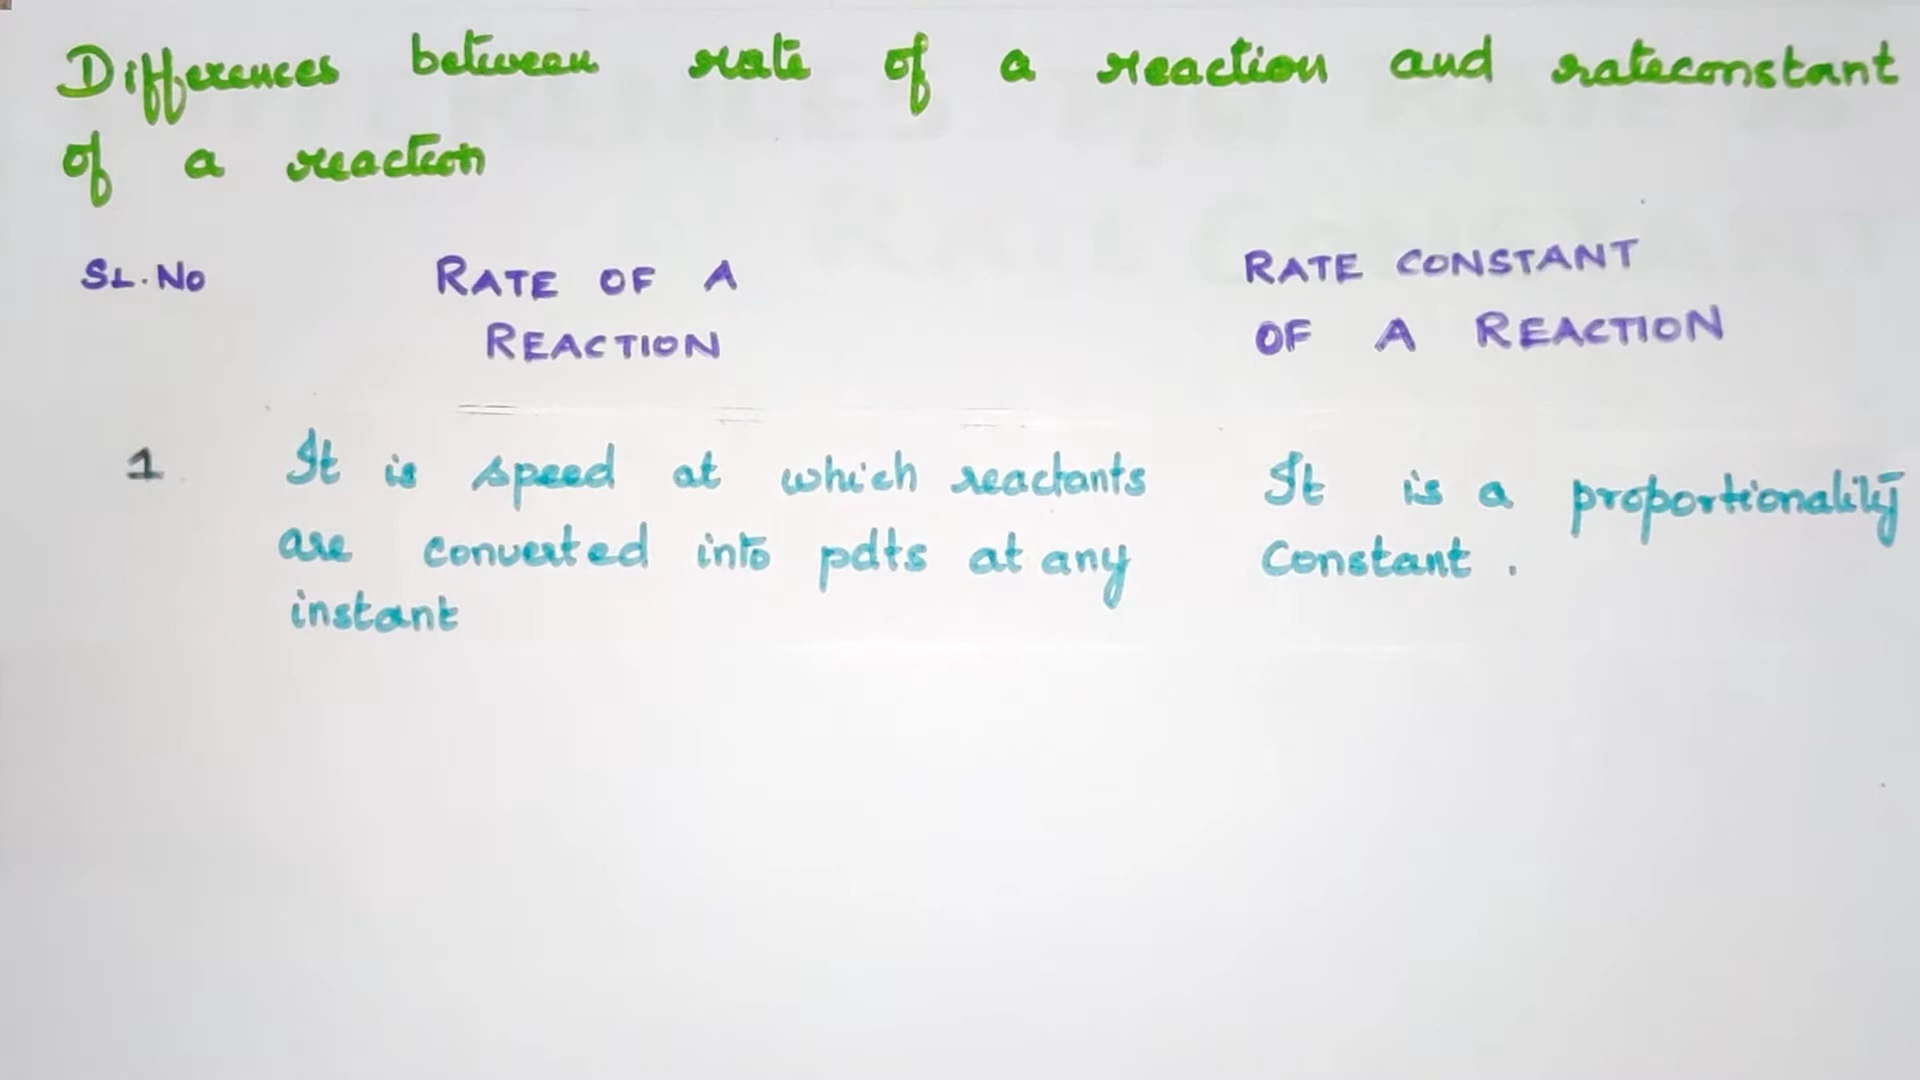 Differences between rate of a reaction and rateconstant
of a reaction
SL.NO RATE OF A REACTION RATE CONSTANT OF A REACTION
1 It is speed at which reactants
are converted into pdts at any
instant
It is a proportionality
Constant.